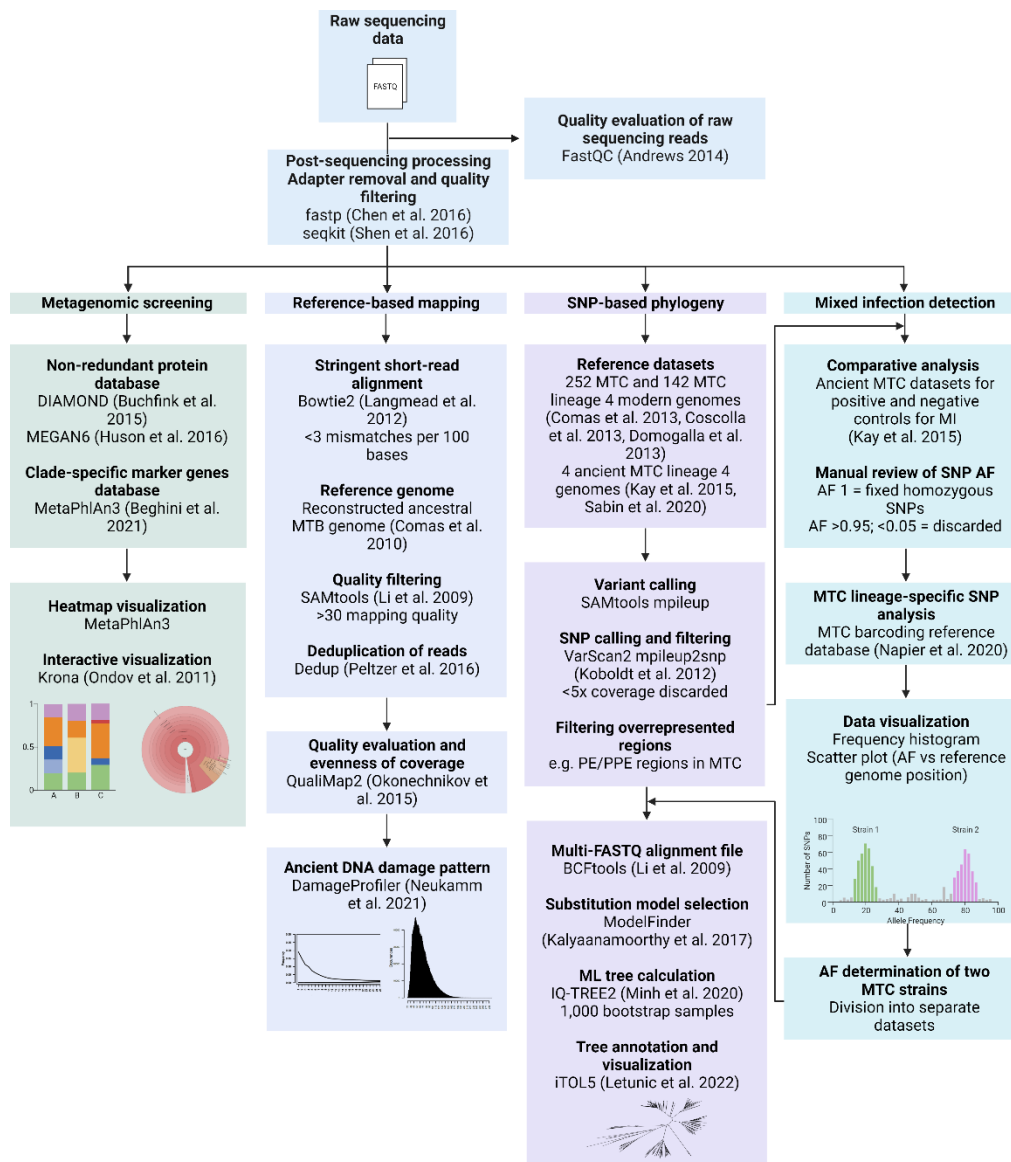 Raw sequencing
data
FASTQ
Quality evaluation of raw
sequencing reads
FastQC (Andrews 2014)
Post-sequencing processing
Adapter removal and quality
filtering
fastp (Chen et al. 2016)
seqkit (Shen et al. 2016)
Metagenomic screening
Non-redundant protein
database
DIAMOND (Buchfink et al.
2015)
MEGAN6 (Huson et al. 2016)
Clade-specific marker genes
database
MetaPhlAn3 (Beghini et al.
2021)
Heatmap visualization
MetaPhlAn3
Interactive visualization
Krona (Ondov et al. 2011)
1
0.5
0
A B C
Reference-based mapping
Stringent short-read
alignment
Bowtie2 (Langmead et al.
2012)
<3 mismatches per 100
bases
Reference genome
Reconstructed ancestral
MTB genome (Comas et al.
2010)
Quality filtering
SAMtools (Li et al. 2009)
>30 mapping quality
Deduplication of reads
Dedup (Peltzer et al. 2016)
Quality evaluation and
evenness of coverage
QualiMap2 (Okonechnikov et
al. 2015)
Ancient DNA damage pattern
DamageProfiler (Neukamm
et al. 2021)
SNP-based phylogeny
Reference datasets
252 MTC and 142 MTC
lineage 4 modern genomes
(Comas et al. 2013, Coscolla
et al. 2013, Domogalla et al.
2013)
4 ancient MTC lineage 4
genomes (Kay et al. 2015,
Sabin et al. 2020)
Variant calling
SAMtools mpileup
SNP calling and filtering
VarScan2 mpileup2snp
(Koboldt et al. 2012)
<5x coverage discarded
Filtering overrepresented
regions
e.g. PE/PPE regions in MTC
Multi-FASTQ alignment file
BCFtools (Li et al. 2009)
Substitution model selection
ModelFinder
(Kalyaanamoorthy et al. 2017)
ML tree calculation
IQ-TREE2 (Minh et al. 2020)
1,000 bootstrap samples
Tree annotation and
visualization
iTOL5 (Letunic et al. 2022)
Mixed infection detection
Comparative analysis
Ancient MTC datasets for
positive and negative
controls for MI
(Kay et al. 2015)
Manual review of SNP AF
AF 1 = fixed homozygous
SNPs
AF >0.95; <0.05 = discarded
MTC lineage-specific SNP
analysis
MTC barcoding reference
database (Napier et al. 2020)
Data visualization
Frequency histogram
Scatter plot (AF vs reference
genome position)
Number of SNPs
100
80
60
40
20
0
Strain 1
Strain 2
0 20 40 60 80 100
Allele Frequency
AF determination of two
MTC strains
Division into separate
datasets